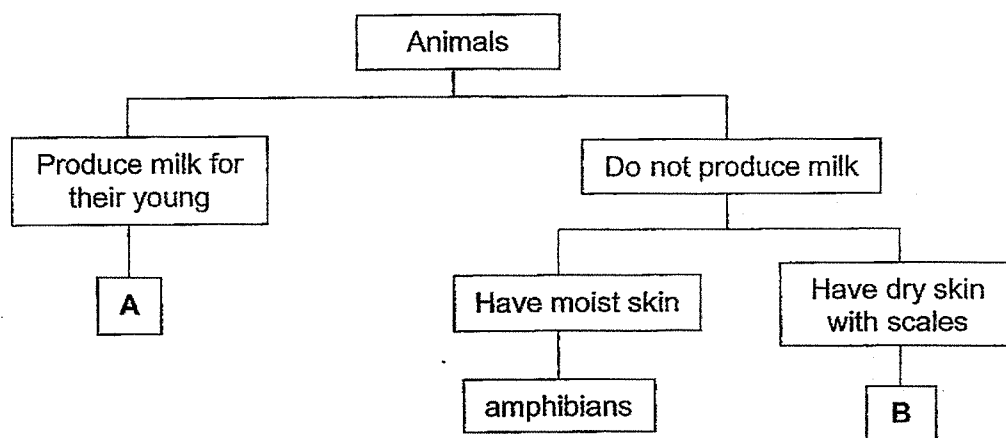 Animals
Produce milk for
their young
Do not produce milk
A
Have moist skin
Have dry skin
with scales
amphibians
B